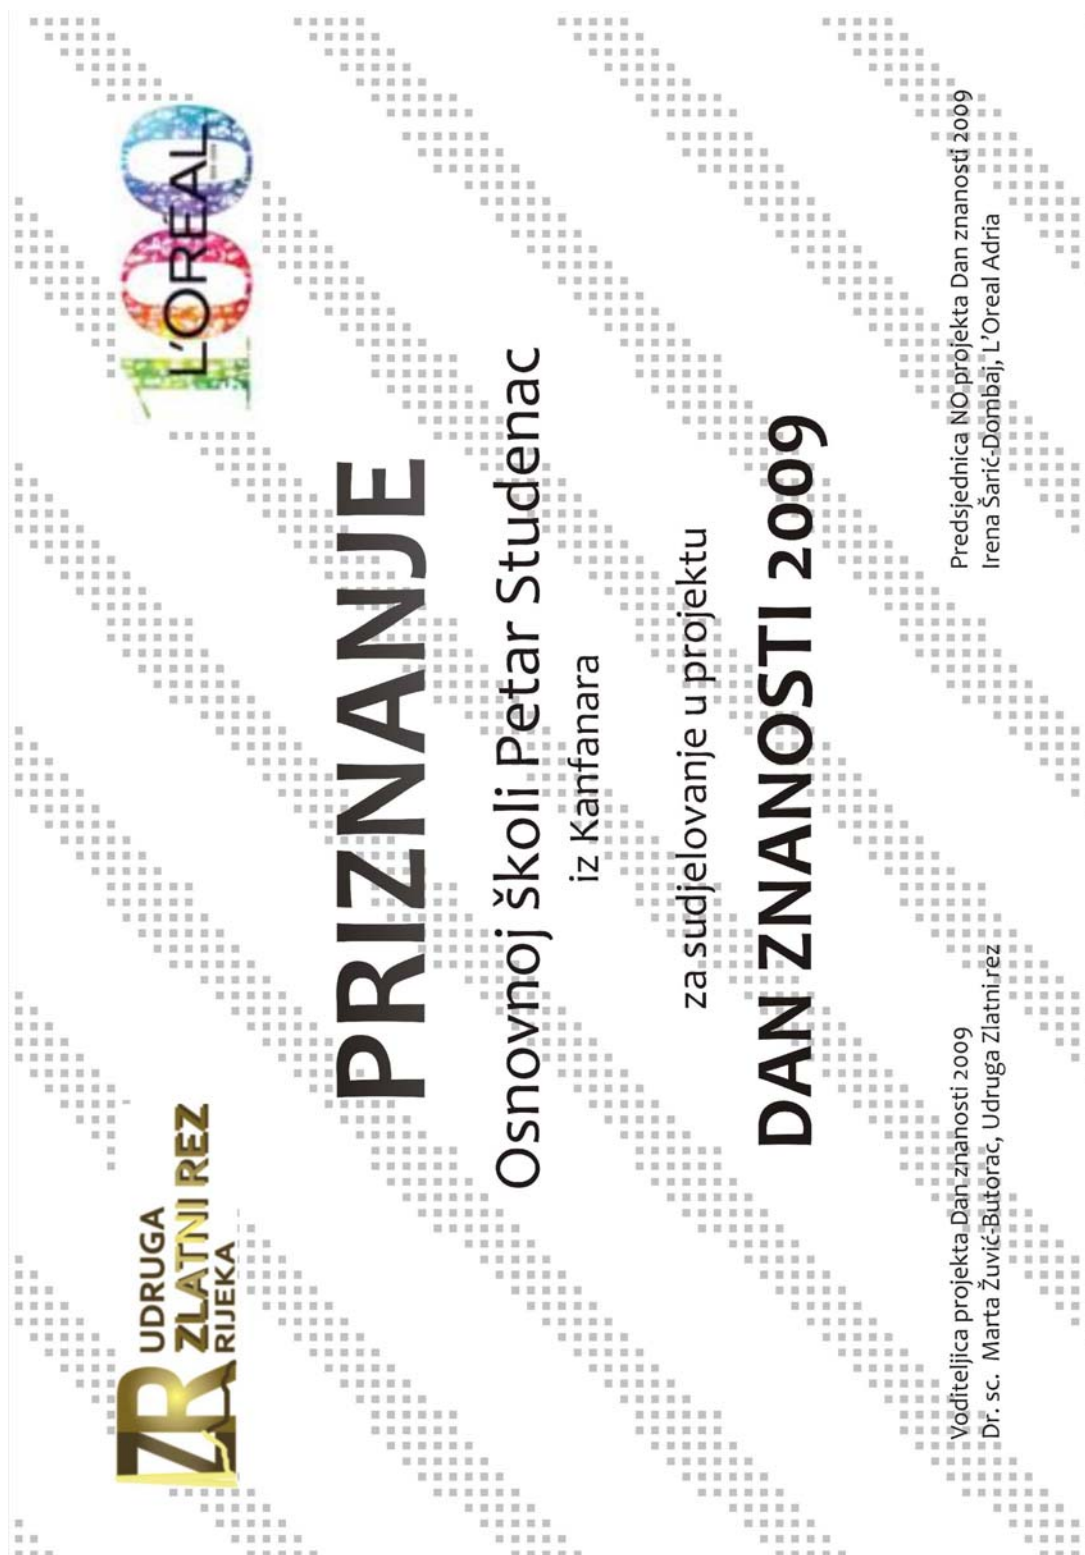 UDRUGA
ZLATNI REZ
RIJEKA
ZR
100
L'ORÉAL
PRIZNANJE
Osnovnoj školi Petar Studenac
iz Kanfanara
za sudjelovanje u projektu
DAN ZNANOSTI 2009
Voditeljica projekta Dan znanosti 2009
Dr. sc. Marta Žuvić-Butorac, Udruga Zlatni rez
Predsjednica NO projekta Dan znanosti 2009
Irena Šarić-Dombaj, L'Oreal Adria